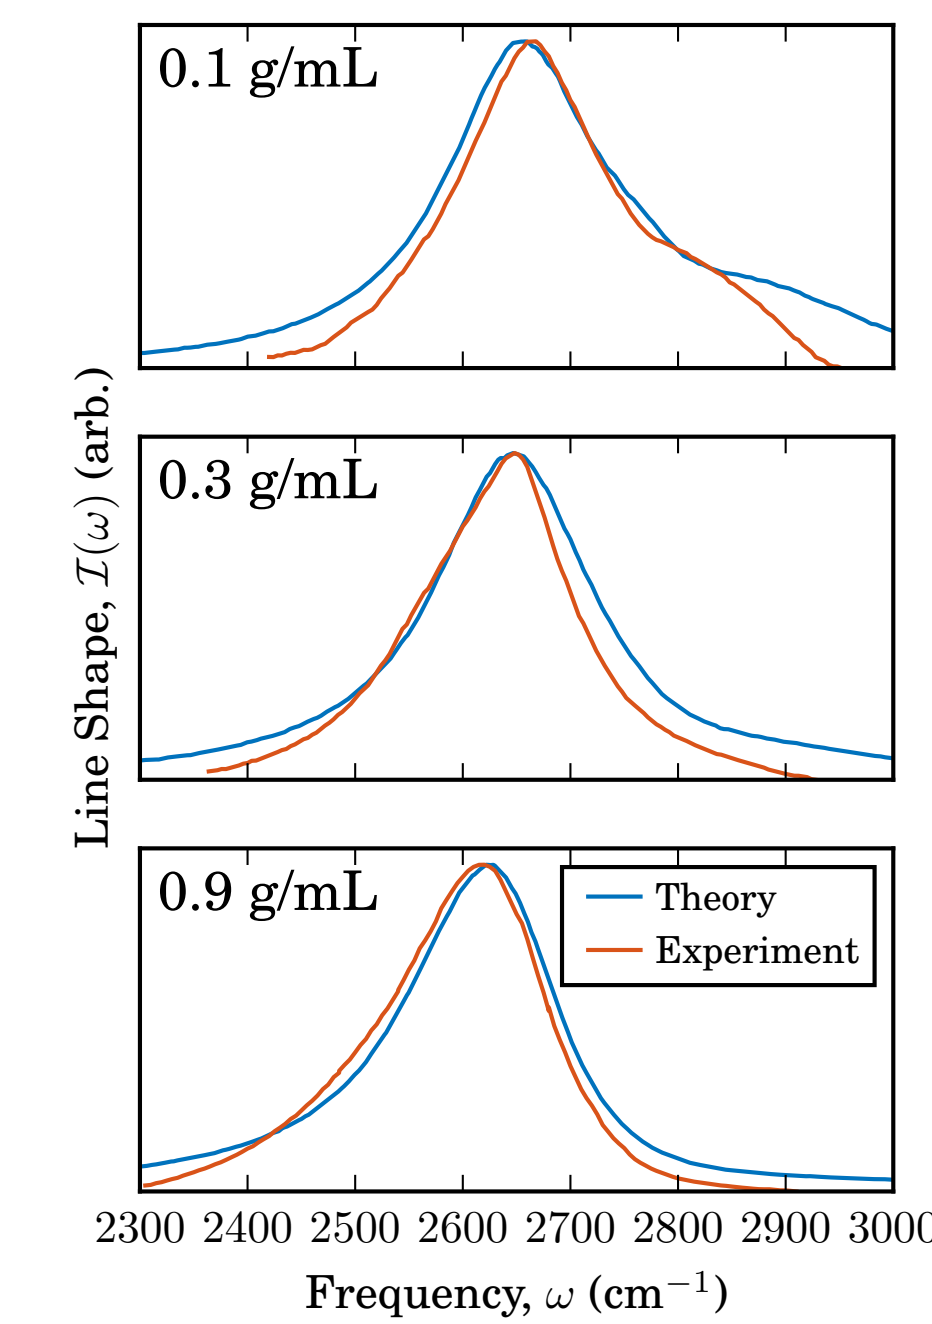 0.1 g/mL
Line Shape, ℐ(ω) (arb.)
0.3 g/mL
0.9 g/mL
Theory
Experiment
2300 2400 2500 2600 2700 2800 2900 3000
Frequency, ω (cm⁻¹)